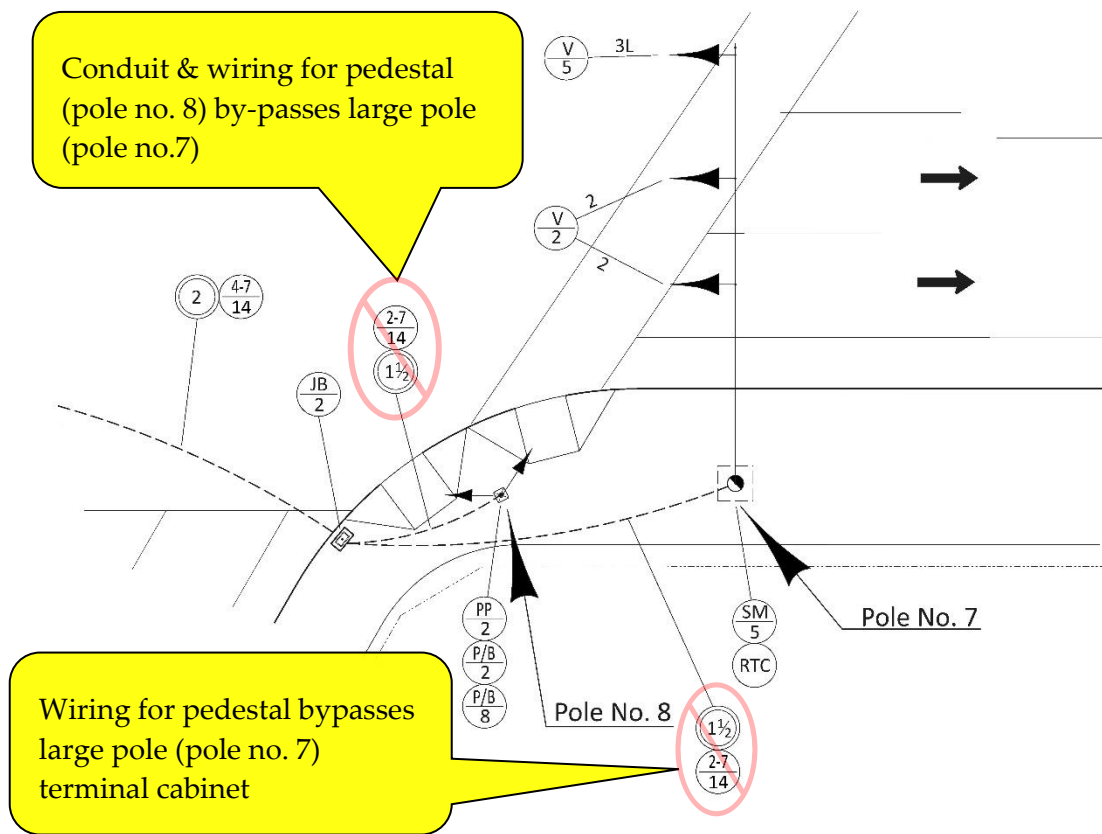 Conduit & wiring for pedestal
(pole no. 8) by-passes large pole
(pole no.7)
V
5
3L
V
2
2
2
2
4-7
14
2-7
14
1½
JB
2
PP
2
P/B
2
P/B
8
Pole No. 8
SM
5
RTC
Pole No. 7
1½
2-7
14
Wiring for pedestal bypasses
large pole (pole no. 7)
terminal cabinet